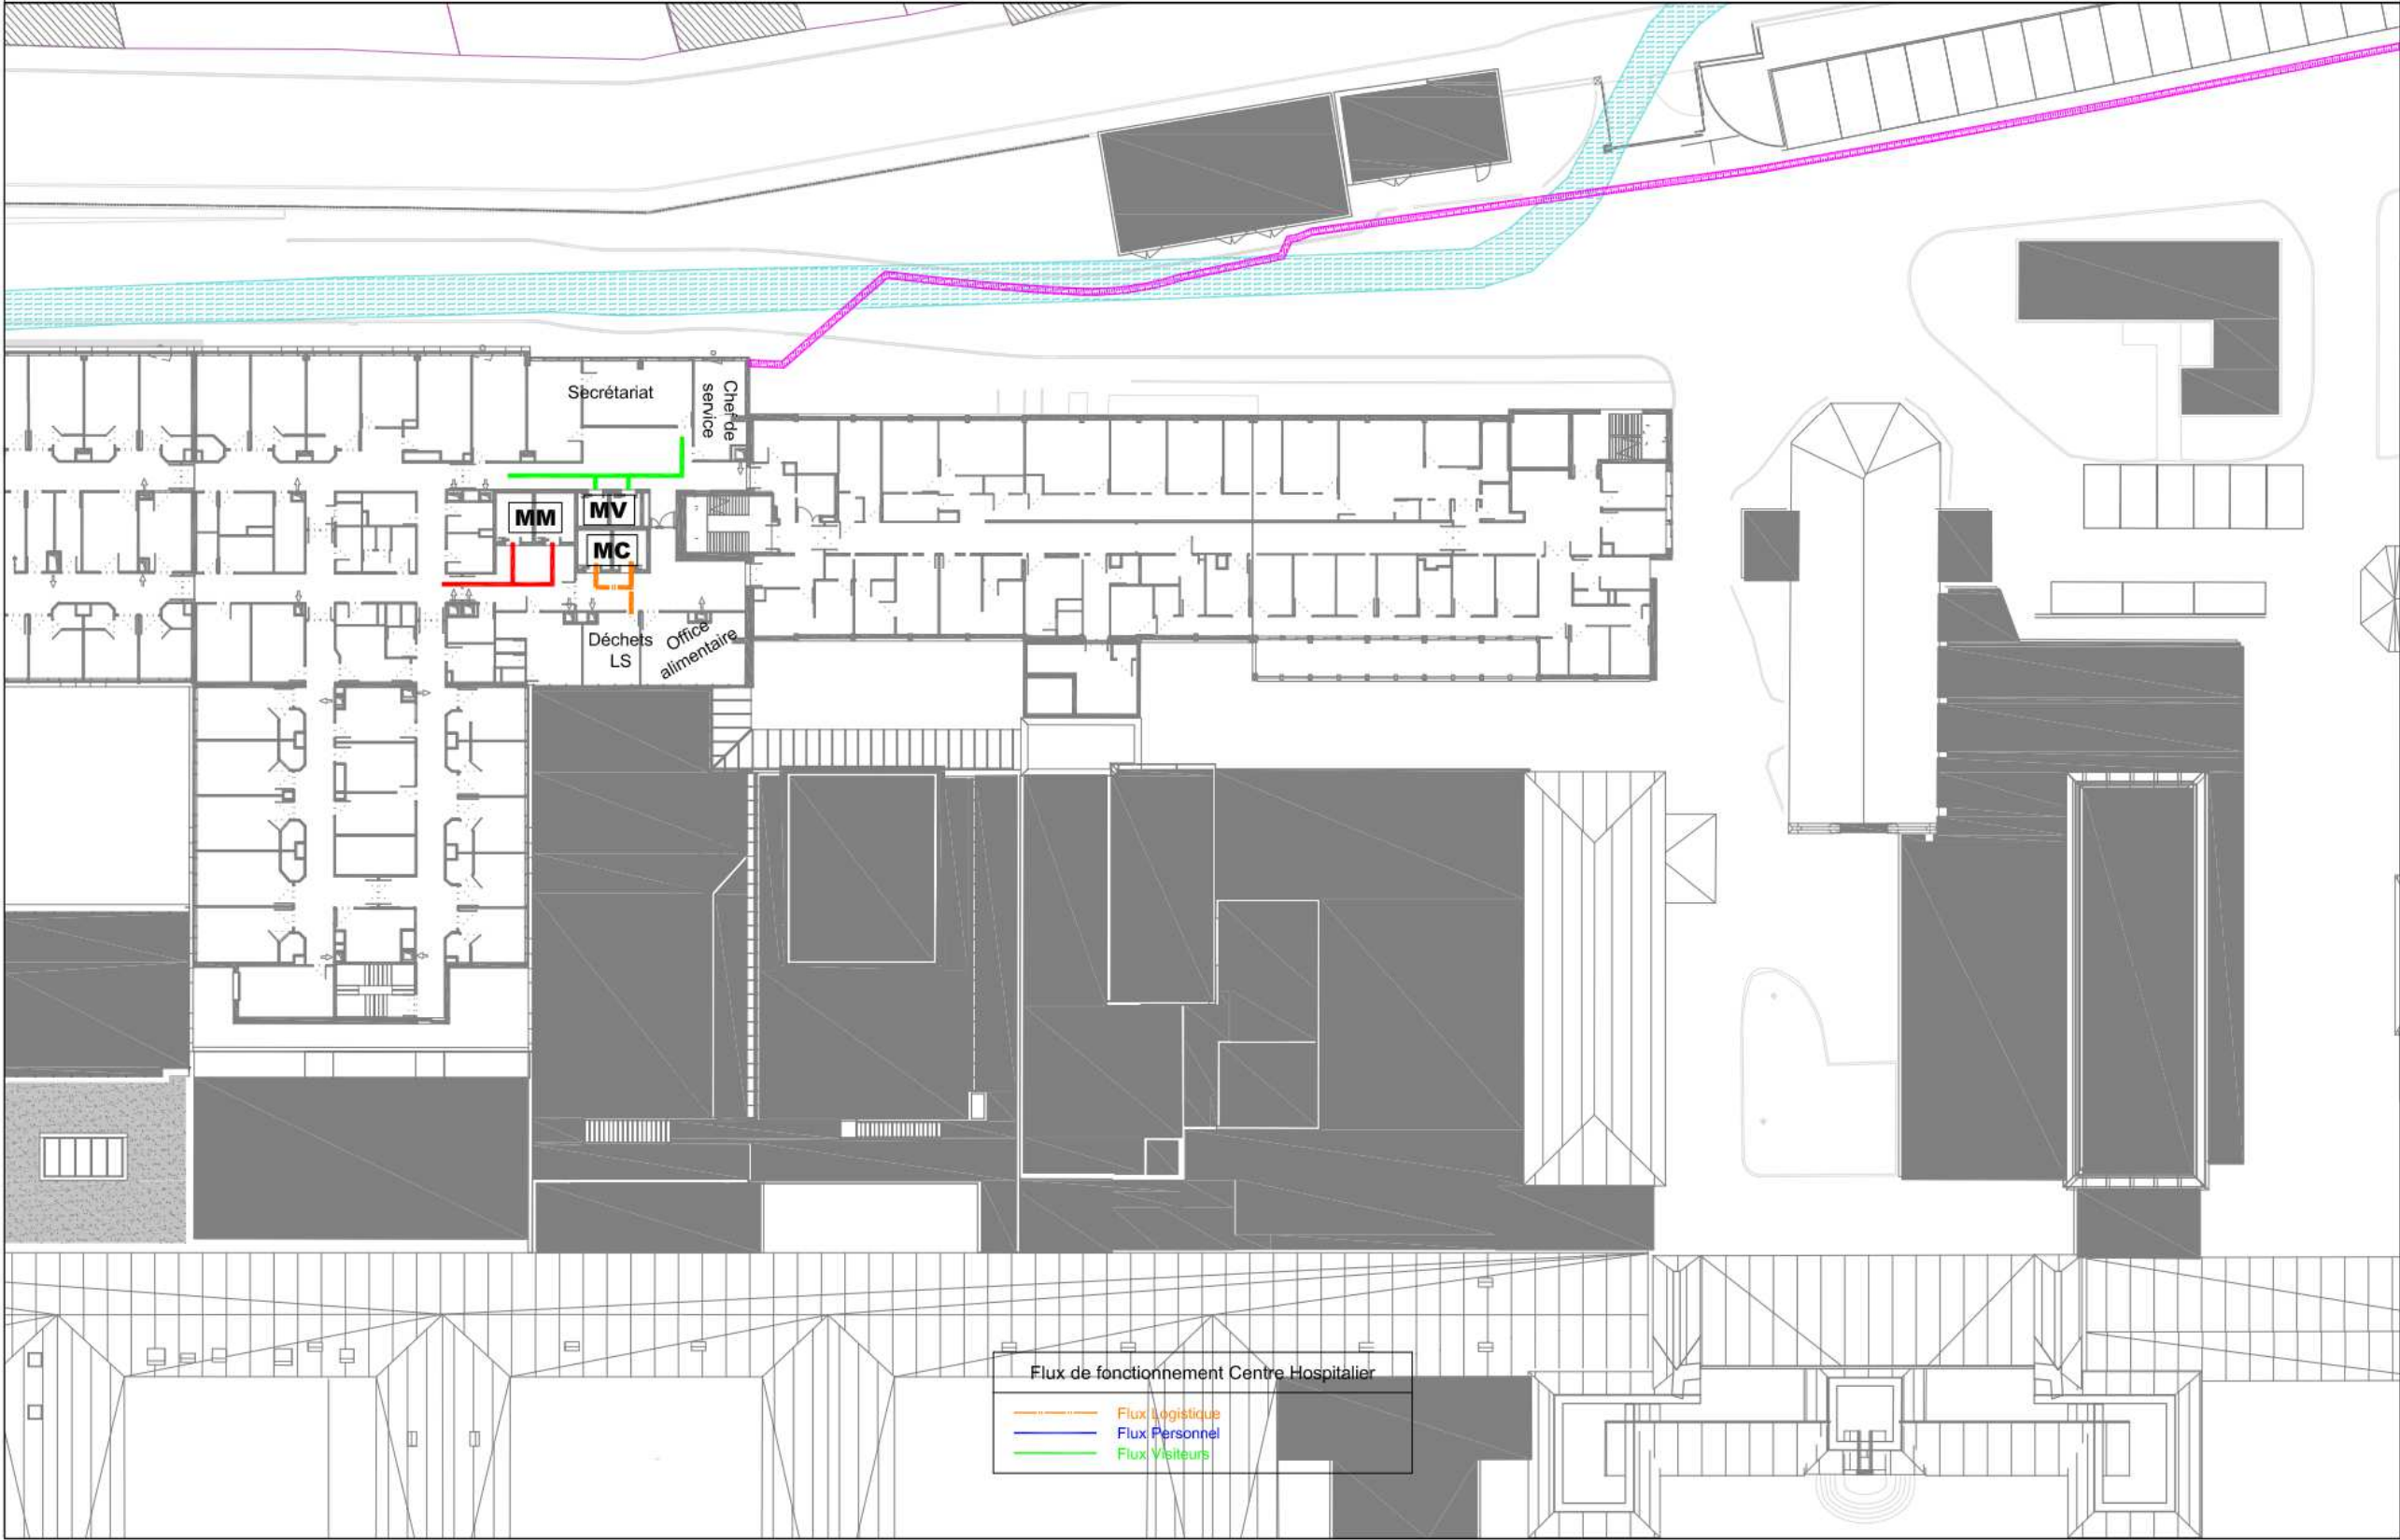 Secrétariat
Chef de
service
MM
MV
MC
Déchets
LS
Office
alimentaire
Flux de fonctionnement Centre Hospitalier
Flux Logistique
Flux Personnel
Flux Visiteurs